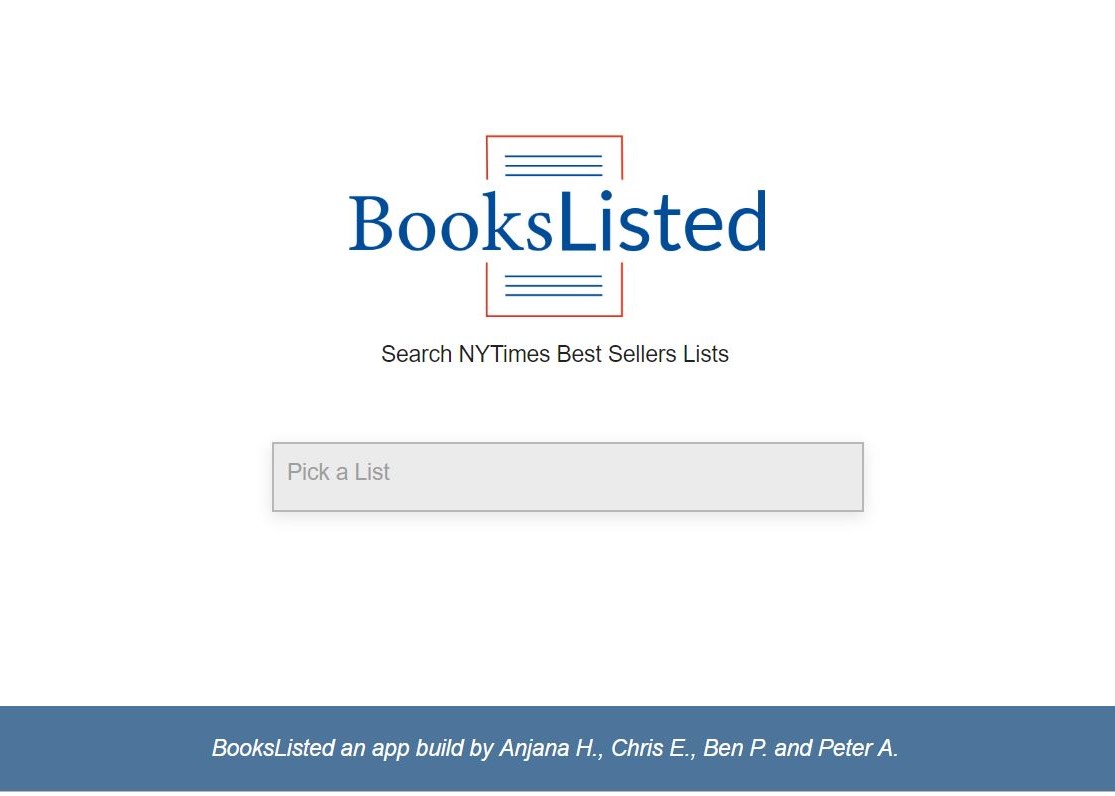 BooksListed
Search NYTimes Best Sellers Lists
Pick a List
BooksListed an app build by Anjana H., Chris E., Ben P. and Peter A.